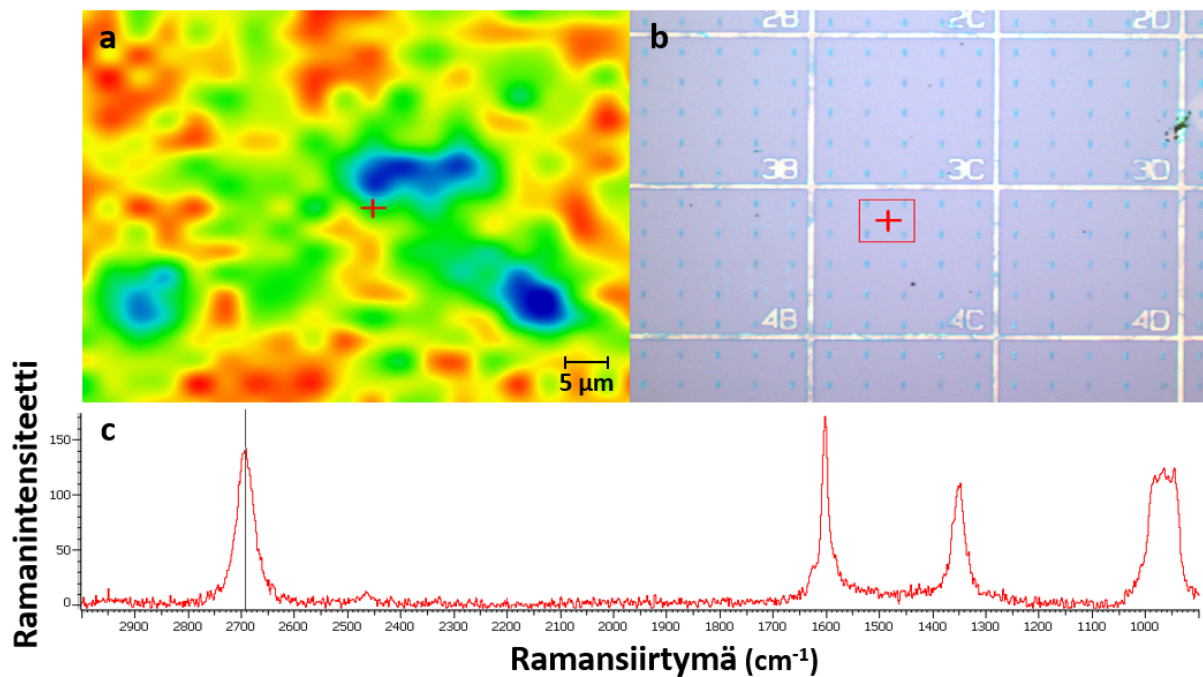 a
5 µm
b
2B 2C 2D
3B 3C 3D
4B 4C 4D
c
Ramanintensiteetti
150
100
50
0
2900 2800 2700 2600 2500 2400 2300 2200 2100 2000 1900 1800 1700 1600 1500 1400 1300 1200 1100 1000
Ramansiirtymä (cm⁻¹)